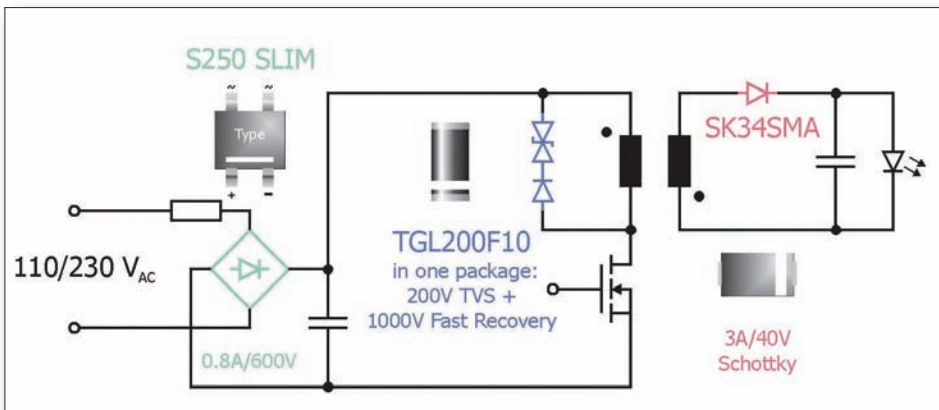 S250 SLIM
~ ~
Type
+ -
110/230 VAC
0.8A/600V
TGL200F10
in one package:
200V TVS +
1000V Fast Recovery
SK34SMA
3A/40V
Schottky